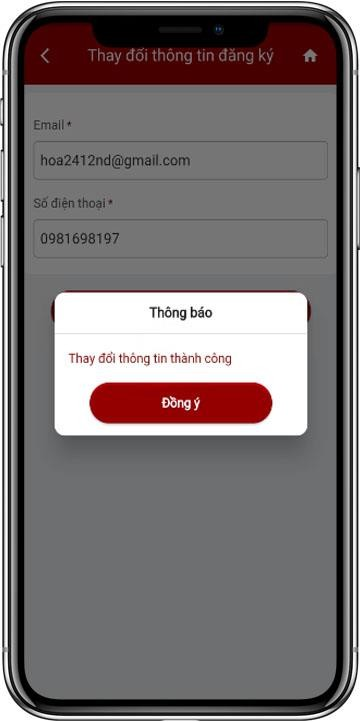 Thay đổi thông tin đăng ký
Email *
hoa2412nd@gmail.com
Số điện thoại *
0981698197
Thông báo
Thay đổi thông tin thành công
Đồng ý